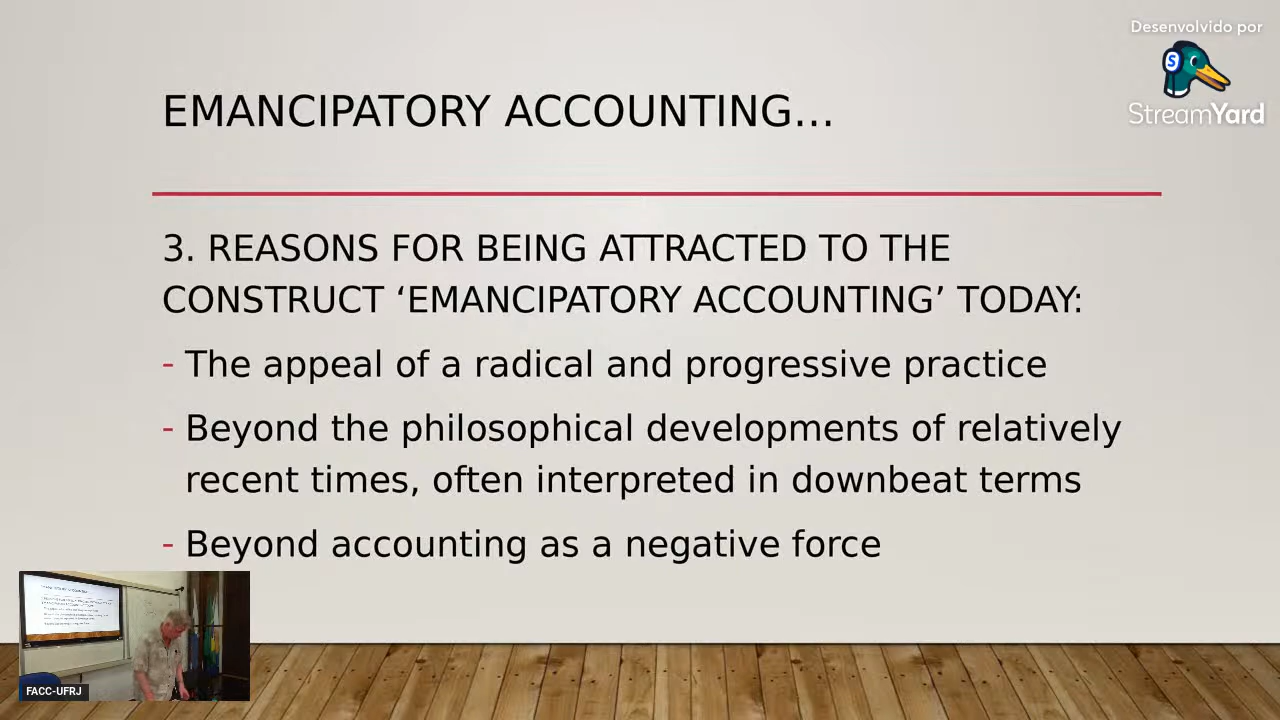 Desenvolvido por
StreamYard
EMANCIPATORY ACCOUNTING...
3. REASONS FOR BEING ATTRACTED TO THE
CONSTRUCT ‘EMANCIPATORY ACCOUNTING’ TODAY:
- The appeal of a radical and progressive practice
- Beyond the philosophical developments of relatively
recent times, often interpreted in downbeat terms
- Beyond accounting as a negative force
FACC-UFRJ